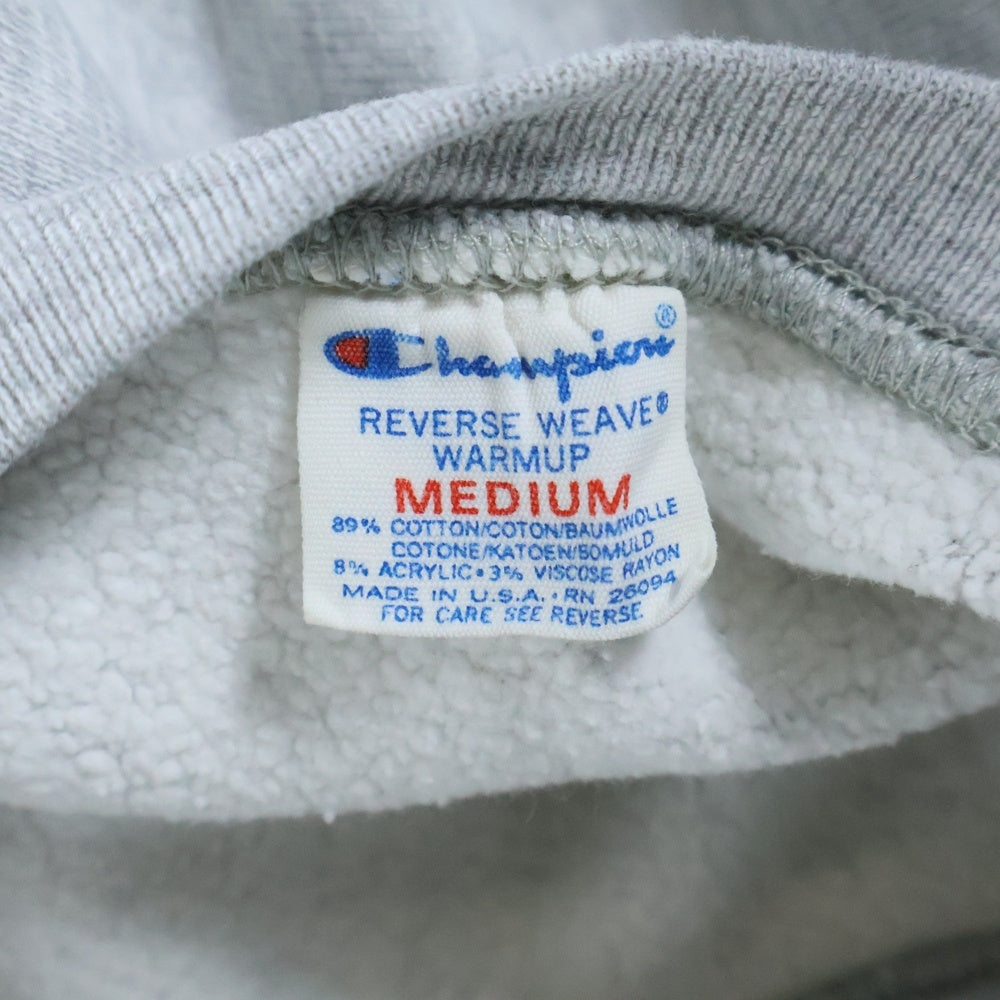 Champion®
REVERSE WEAVE®
WARMUP
MEDIUM
89% COTTON/COTON/BAUMWOLLE
COTONE/KATOEN/BOMULD
8% ACRYLIC•3% VISCOSE RAYON
MADE IN U.S.A.•RN 26094
FOR CARE SEE REVERSE